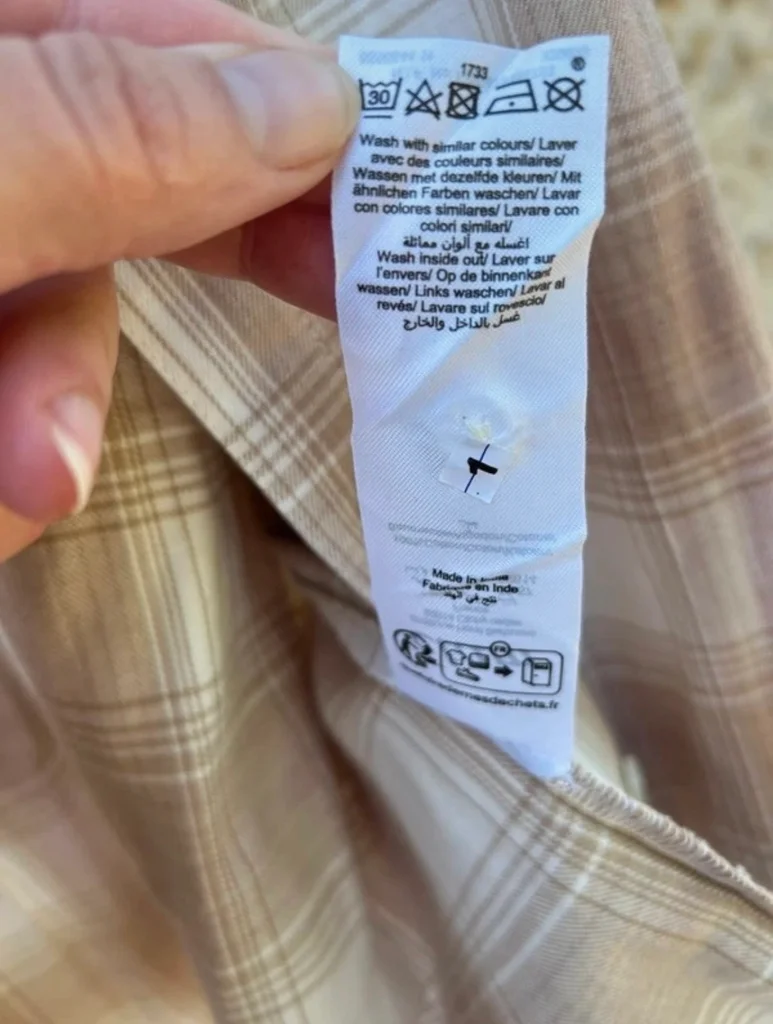 1733
®
30
Wash with similar colours/ Laver
avec des couleurs similaires/
Wassen met dezelfde kleuren/ Mit
ähnlichen Farben waschen/ Lavar
con colores similares/ Lavare con
colori similari/
اغسله مع ألوان مماثلة
Wash inside out/ Laver sur
l'envers/ Op de binnenkant
wassen/ Links waschen/ Lavar al
revés/ Lavare sul rovescio/
غسل بالداخل والخارج
1
Made in
Fabriqué en Inde
FR